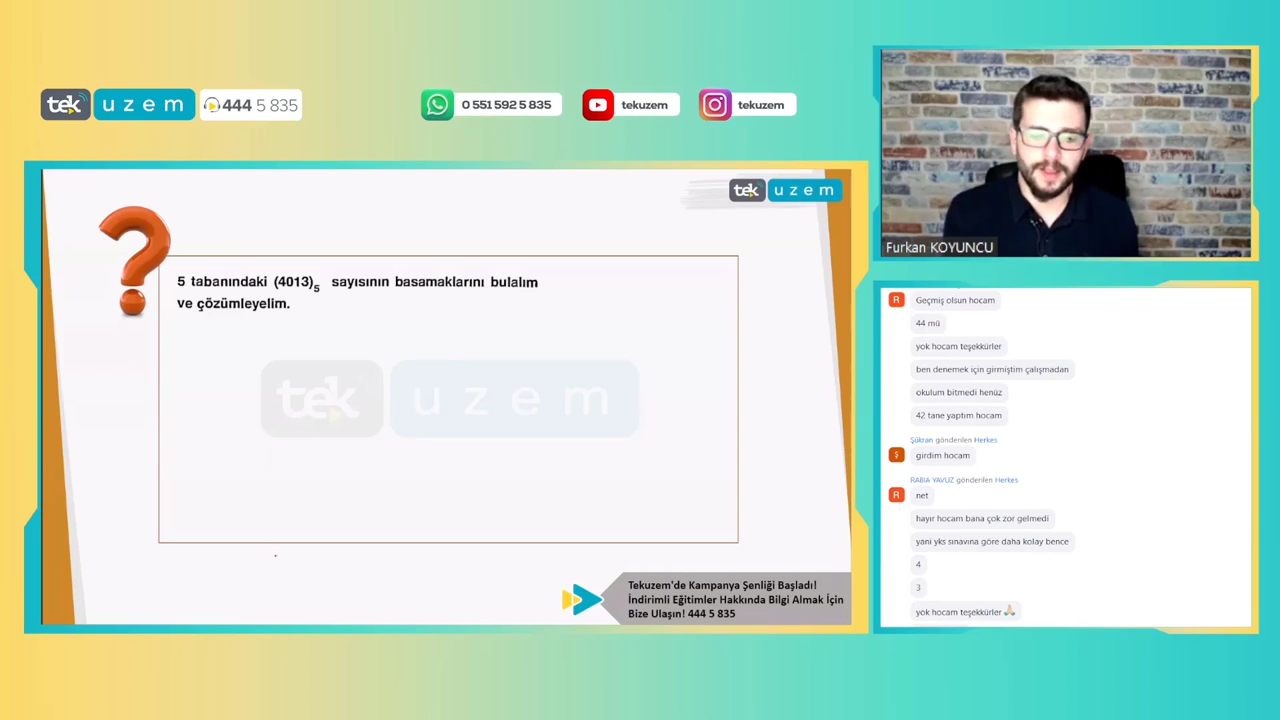 tek uzem 444 5 835
0 551 592 5 835
tekuzem
tekuzem
tek uzem
5 tabanındaki (4013)5 sayısının basamaklarını bulalım
ve çözümleyelim.
tek uzem
Tekuzem'de Kampanya Şenliği Başladı!
İndirimli Eğitimler Hakkında Bilgi Almak İçin
Bize Ulaşın! 444 5 835
Furkan KOYUNCU
R Geçmiş olsun hocam
44 mü
yok hocam teşekkürler
ben denemek için girmiştim çalışmadan
okulum bitmedi henüz
42 tane yaptım hocam
Şükran gönderilen Herkes
Ş girdim hocam
RABIA YAVUZ gönderilen Herkes
R net
hayır hocam bana çok zor gelmedi
yani yks sınavına göre daha kolay bence
4
3
yok hocam teşekkürler 🙏🏻